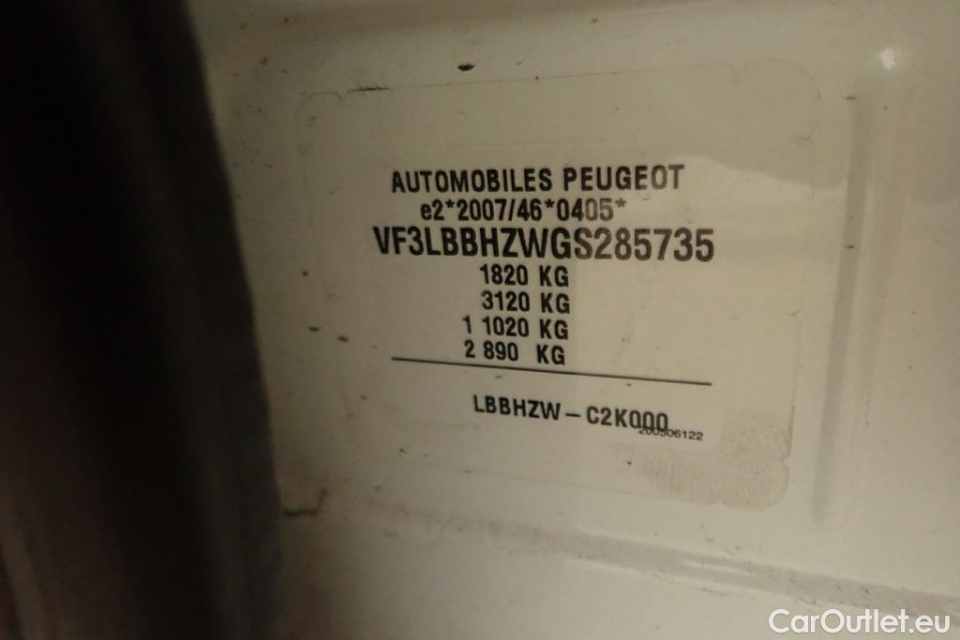 AUTOMOBILES PEUGEOT
e2*2007/46*0405*
VF3LBBHZWGS285735
1820 KG
3120 KG
1 1020 KG
2 890 KG
LBBHZW – C2K000
CarOutlet.eu